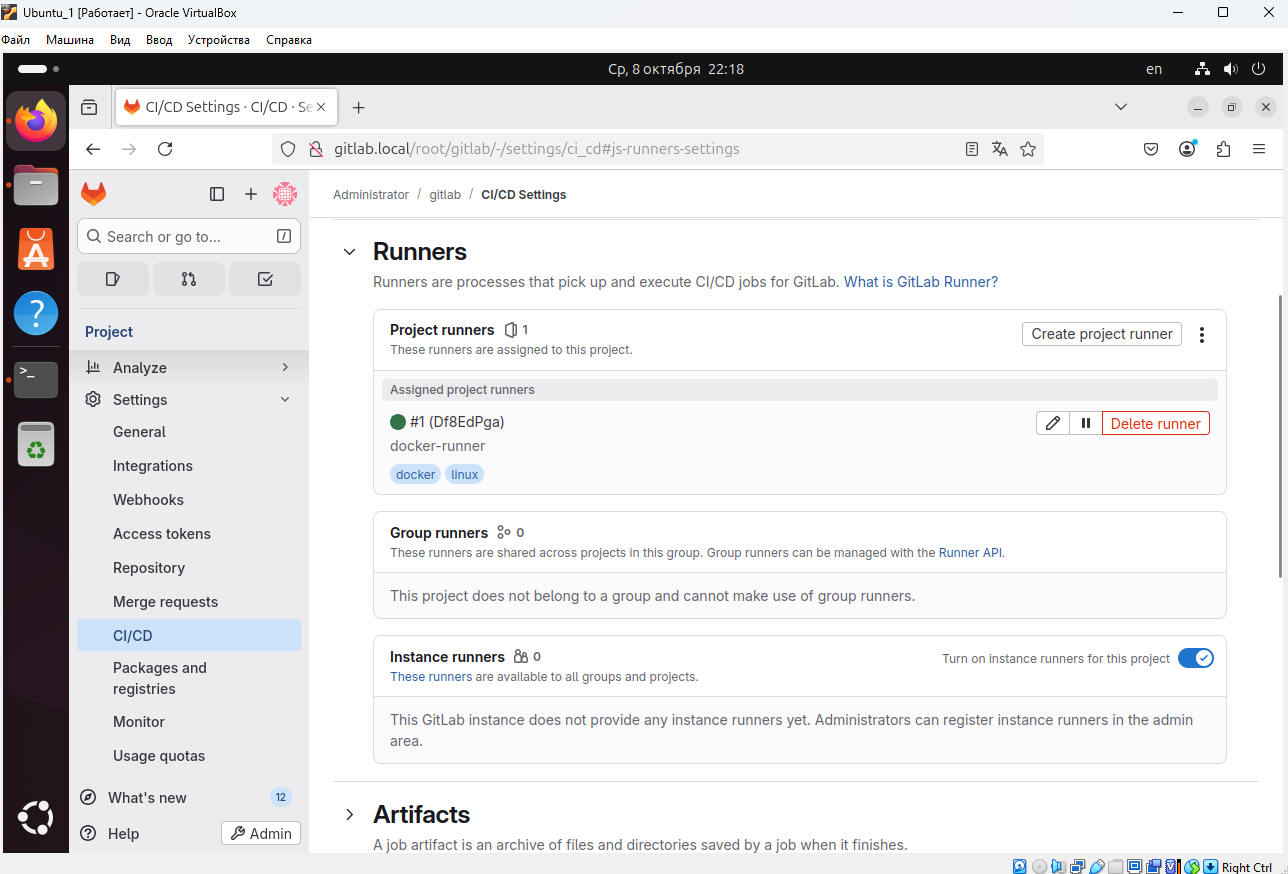 Ubuntu_1 [Работает] - Oracle VirtualBox
Файл Машина Вид Ввод Устройства Справка
Ср, 8 октября 22:18
en
CI/CD Settings · CI/CD · Se
gitlab.local/root/gitlab/-/settings/ci_cd#js-runners-settings
Administrator / gitlab / CI/CD Settings
Search or go to...
/
Project
Analyze
Settings
General
Integrations
Webhooks
Access tokens
Repository
Merge requests
CI/CD
Packages and
registries
Monitor
Usage quotas
What's new
12
Help
Admin
Runners
Runners are processes that pick up and execute CI/CD jobs for GitLab. What is GitLab Runner?
Project runners 1
Create project runner
These runners are assigned to this project.
Assigned project runners
#1 (Df8EdPga)
Delete runner
docker-runner
docker linux
Group runners 0
These runners are shared across projects in this group. Group runners can be managed with the Runner API.
This project does not belong to a group and cannot make use of group runners.
Instance runners 0
Turn on instance runners for this project
These runners are available to all groups and projects.
This GitLab instance does not provide any instance runners yet. Administrators can register instance runners in the admin
area.
Artifacts
A job artifact is an archive of files and directories saved by a job when it finishes.
Right Ctrl